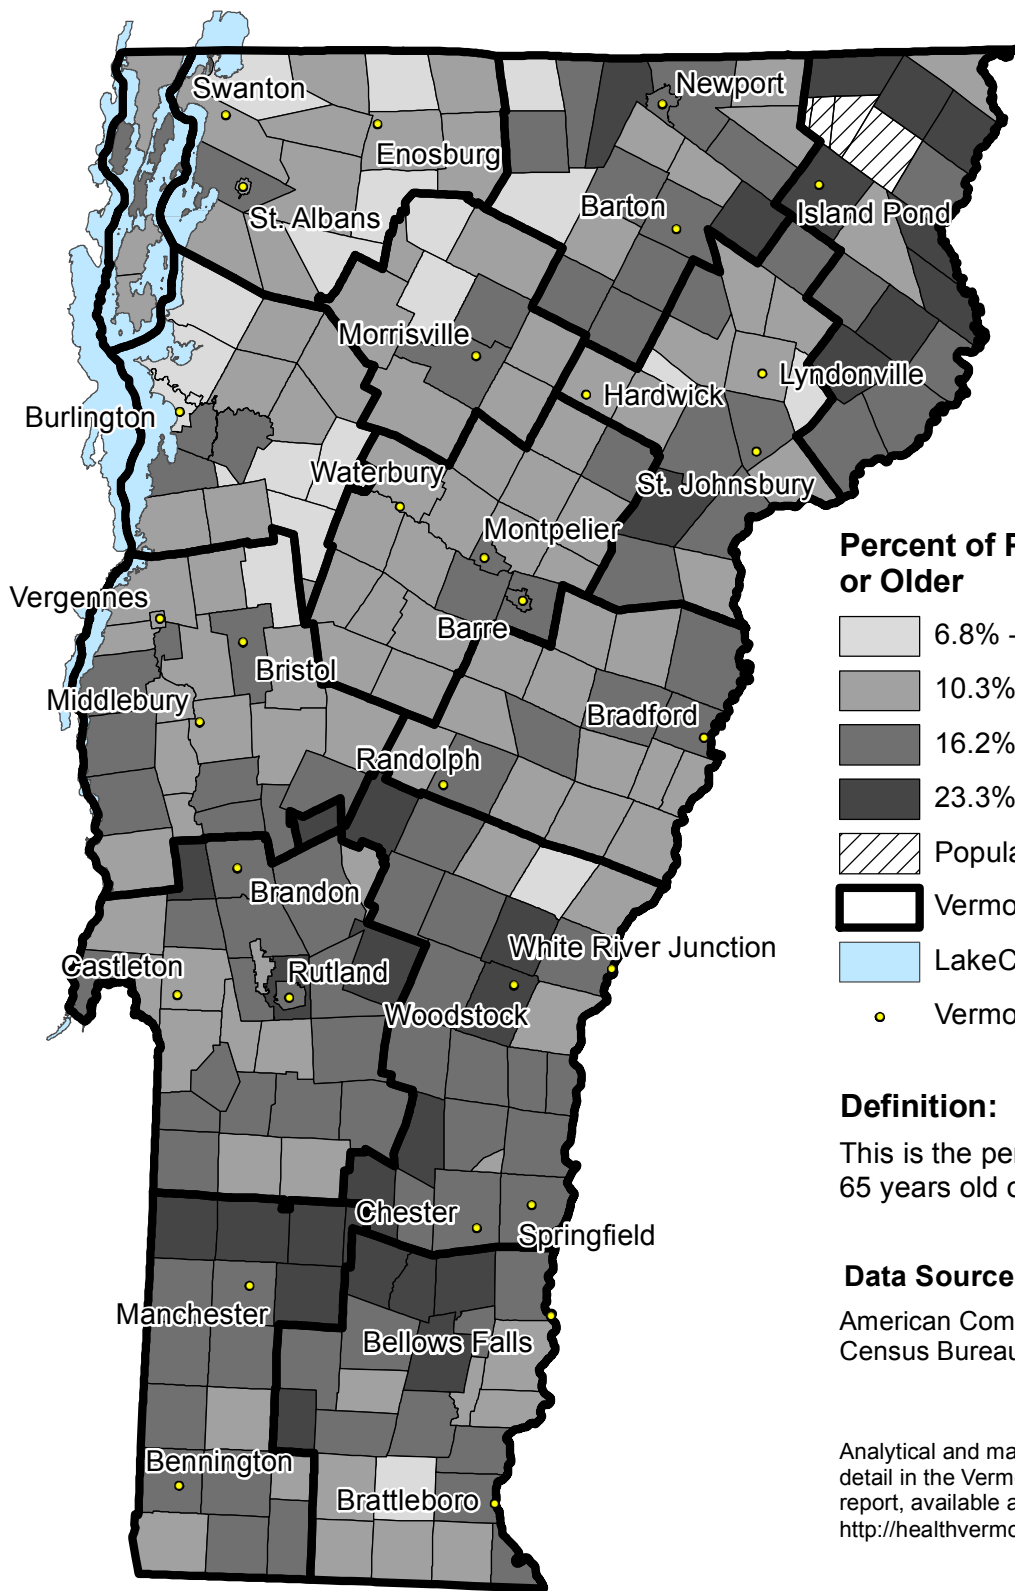 Swanton
Newport
Enosburg
St. Albans
Barton
Island Pond
Morrisville
Hardwick
Lyndonville
Burlington
Waterbury
St. Johnsbury
Montpelier
Vergennes
Barre
Bristol
Middlebury
Bradford
Randolph
Brandon
White River Junction
Castleton
Rutland
Woodstock
Chester
Springfield
Manchester
Bellows Falls
Bennington
Brattleboro
Percent of P
or Older
6.8% -
10.3%
16.2%
23.3%
Popula
Vermo
LakeC
Vermo
Definition:
This is the per
65 years old o
Data Source
American Com
Census Bureau
Analytical and ma
detail in the Verm
report, available a
http://healthvermo